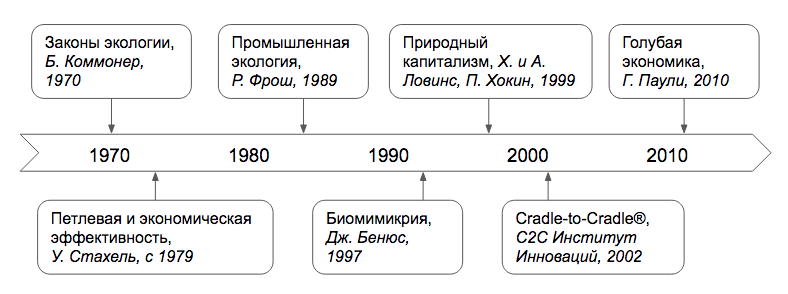 Законы экологии,
Б. Коммонер,
1970
Промышленная
экология,
Р. Фрош, 1989
Природный
капитализм, Х. и А.
Ловинс, П. Хокин, 1999
Голубая
экономика,
Г. Паули, 2010
1970 1980 1990 2000 2010
Петлевая и экономическая
эффективность,
У. Стахель, с 1979
Биомимикрия,
Дж. Бенюс,
1997
Cradle-to-Cradle®,
C2C Институт
Инноваций, 2002